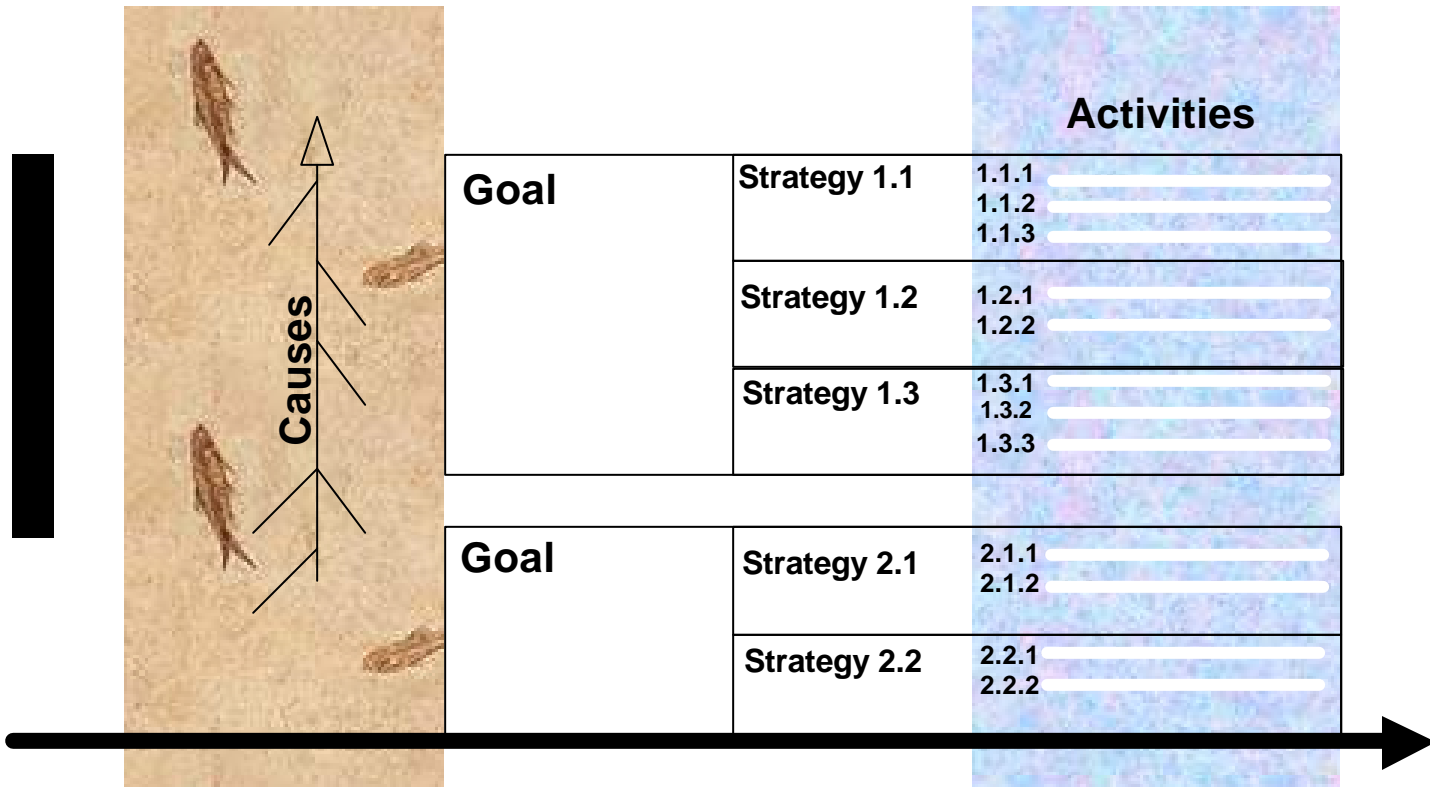 Activities
Causes
Goal
Strategy 1.1
1.1.1
1.1.2
1.1.3
Strategy 1.2
1.2.1
1.2.2
Strategy 1.3
1.3.1
1.3.2
1.3.3
Goal
Strategy 2.1
2.1.1
2.1.2
Strategy 2.2
2.2.1
2.2.2